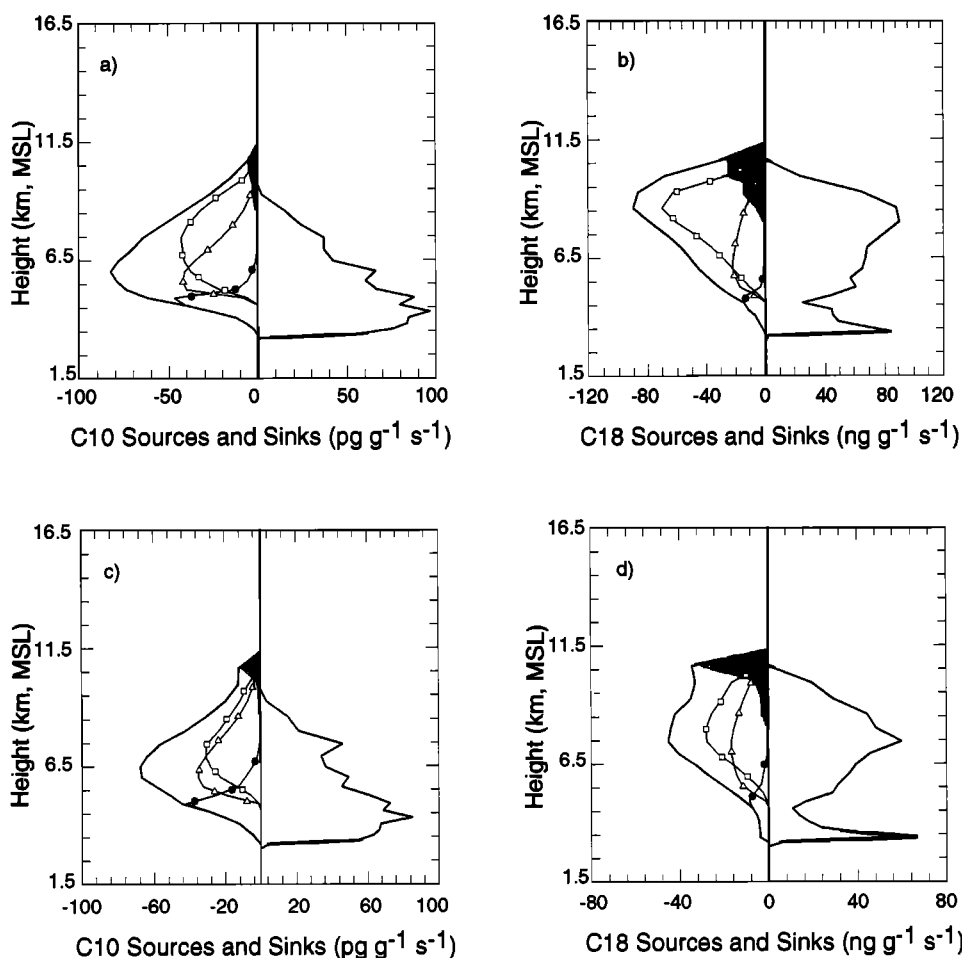 16.5
a)
11.5
Height (km, MSL)
6.5
1.5
-100 -50 0 50 100
C10 Sources and Sinks (pg g-1 s-1)
16.5
b)
11.5
Height (km, MSL)
6.5
1.5
-120 -80 -40 0 40 80 120
C18 Sources and Sinks (ng g-1 s-1)
16.5
c)
11.5
Height (km, MSL)
6.5
1.5
-100 -60 -20 20 60 100
C10 Sources and Sinks (pg g-1 s-1)
16.5
d)
11.5
Height (km, MSL)
6.5
1.5
-80 -40 0 40 80
C18 Sources and Sinks (ng g-1 s-1)